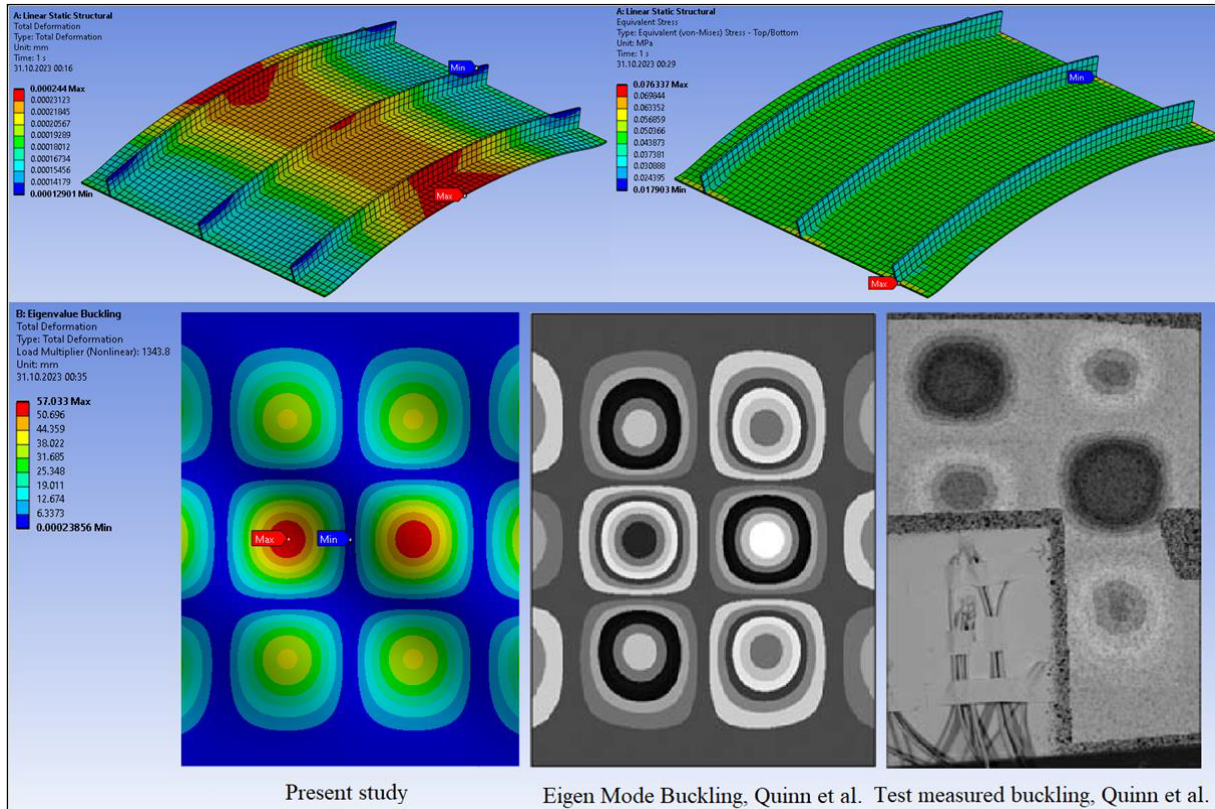 A: Linear Static Structural
Total Deformation
Type: Total Deformation
Unit: mm
Time: 1 s
31.10.2023 00:16
0.000244 Max
0.00023123
0.00021845
0.00020567
0.00019289
0.00018012
0.00016734
0.00015456
0.00014179
0.00012901 Min
Min
Max
A: Linear Static Structural
Equivalent Stress
Type: Equivalent (von-Mises) Stress - Top/Bottom
Unit: MPa
Time: 1 s
31.10.2023 00:29
0.076337 Max
0.069844
0.063352
0.056859
0.050366
0.043873
0.037381
0.030888
0.024395
0.017903 Min
Min
Max
B: Eigenvalue Buckling
Total Deformation
Type: Total Deformation
Load Multiplier (Nonlinear): 1343.8
Unit: mm
31.10.2023 00:35
57.033 Max
50.696
44.359
38.022
31.685
25.348
19.011
12.674
6.3373
0.00023856 Min
Max
Min
Present study
Eigen Mode Buckling, Quinn et al.
Test measured buckling, Quinn et al.